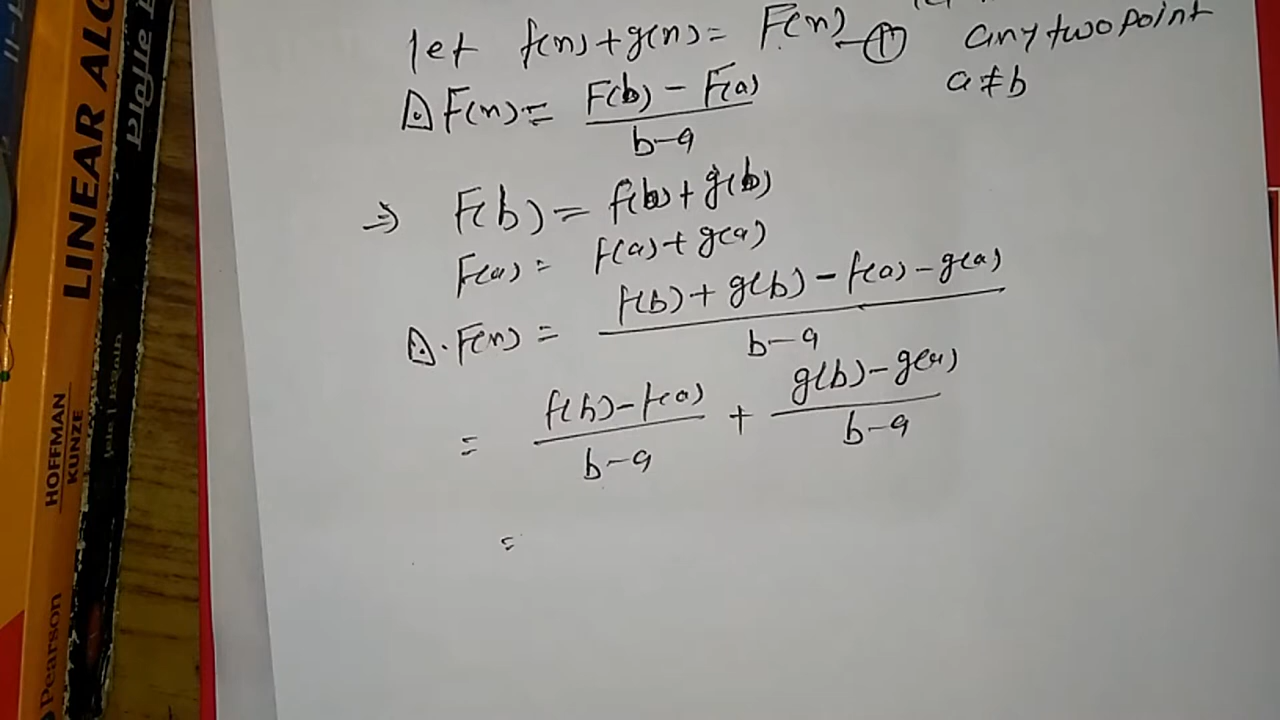 let f(n)+g(n) = F(n) —① any two point
a ≠ b
⊡ F(n) = F(b) - F(a) / b-a
⇒ F(b) = f(b) + g(b)
F(a) = f(a) + g(a)
⊡. F(n) = f(b) + g(b) - f(a) - g(a) / b-a
= f(b)-f(a) / b-a + g(b)-g(a) / b-a
=
LINEAR ALG
HOFFMAN
KUNZE
Pearson